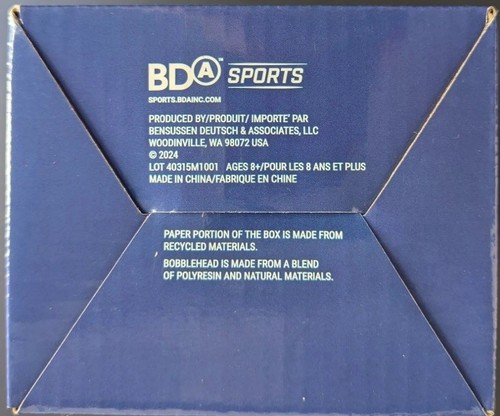 BDA™ SPORTS
SPORTS.BDAINC.COM
PRODUCED BY/PRODUIT/ IMPORTE' PAR
BENSUSSEN DEUTSCH & ASSOCIATES, LLC
WOODINVILLE, WA 98072 USA
© 2024
LOT 40315M1001 AGES 8+/POUR LES 8 ANS ET PLUS
MADE IN CHINA/FABRIQUE EN CHINE
PAPER PORTION OF THE BOX IS MADE FROM
RECYCLED MATERIALS.
BOBBLEHEAD IS MADE FROM A BLEND
OF POLYRESIN AND NATURAL MATERIALS.